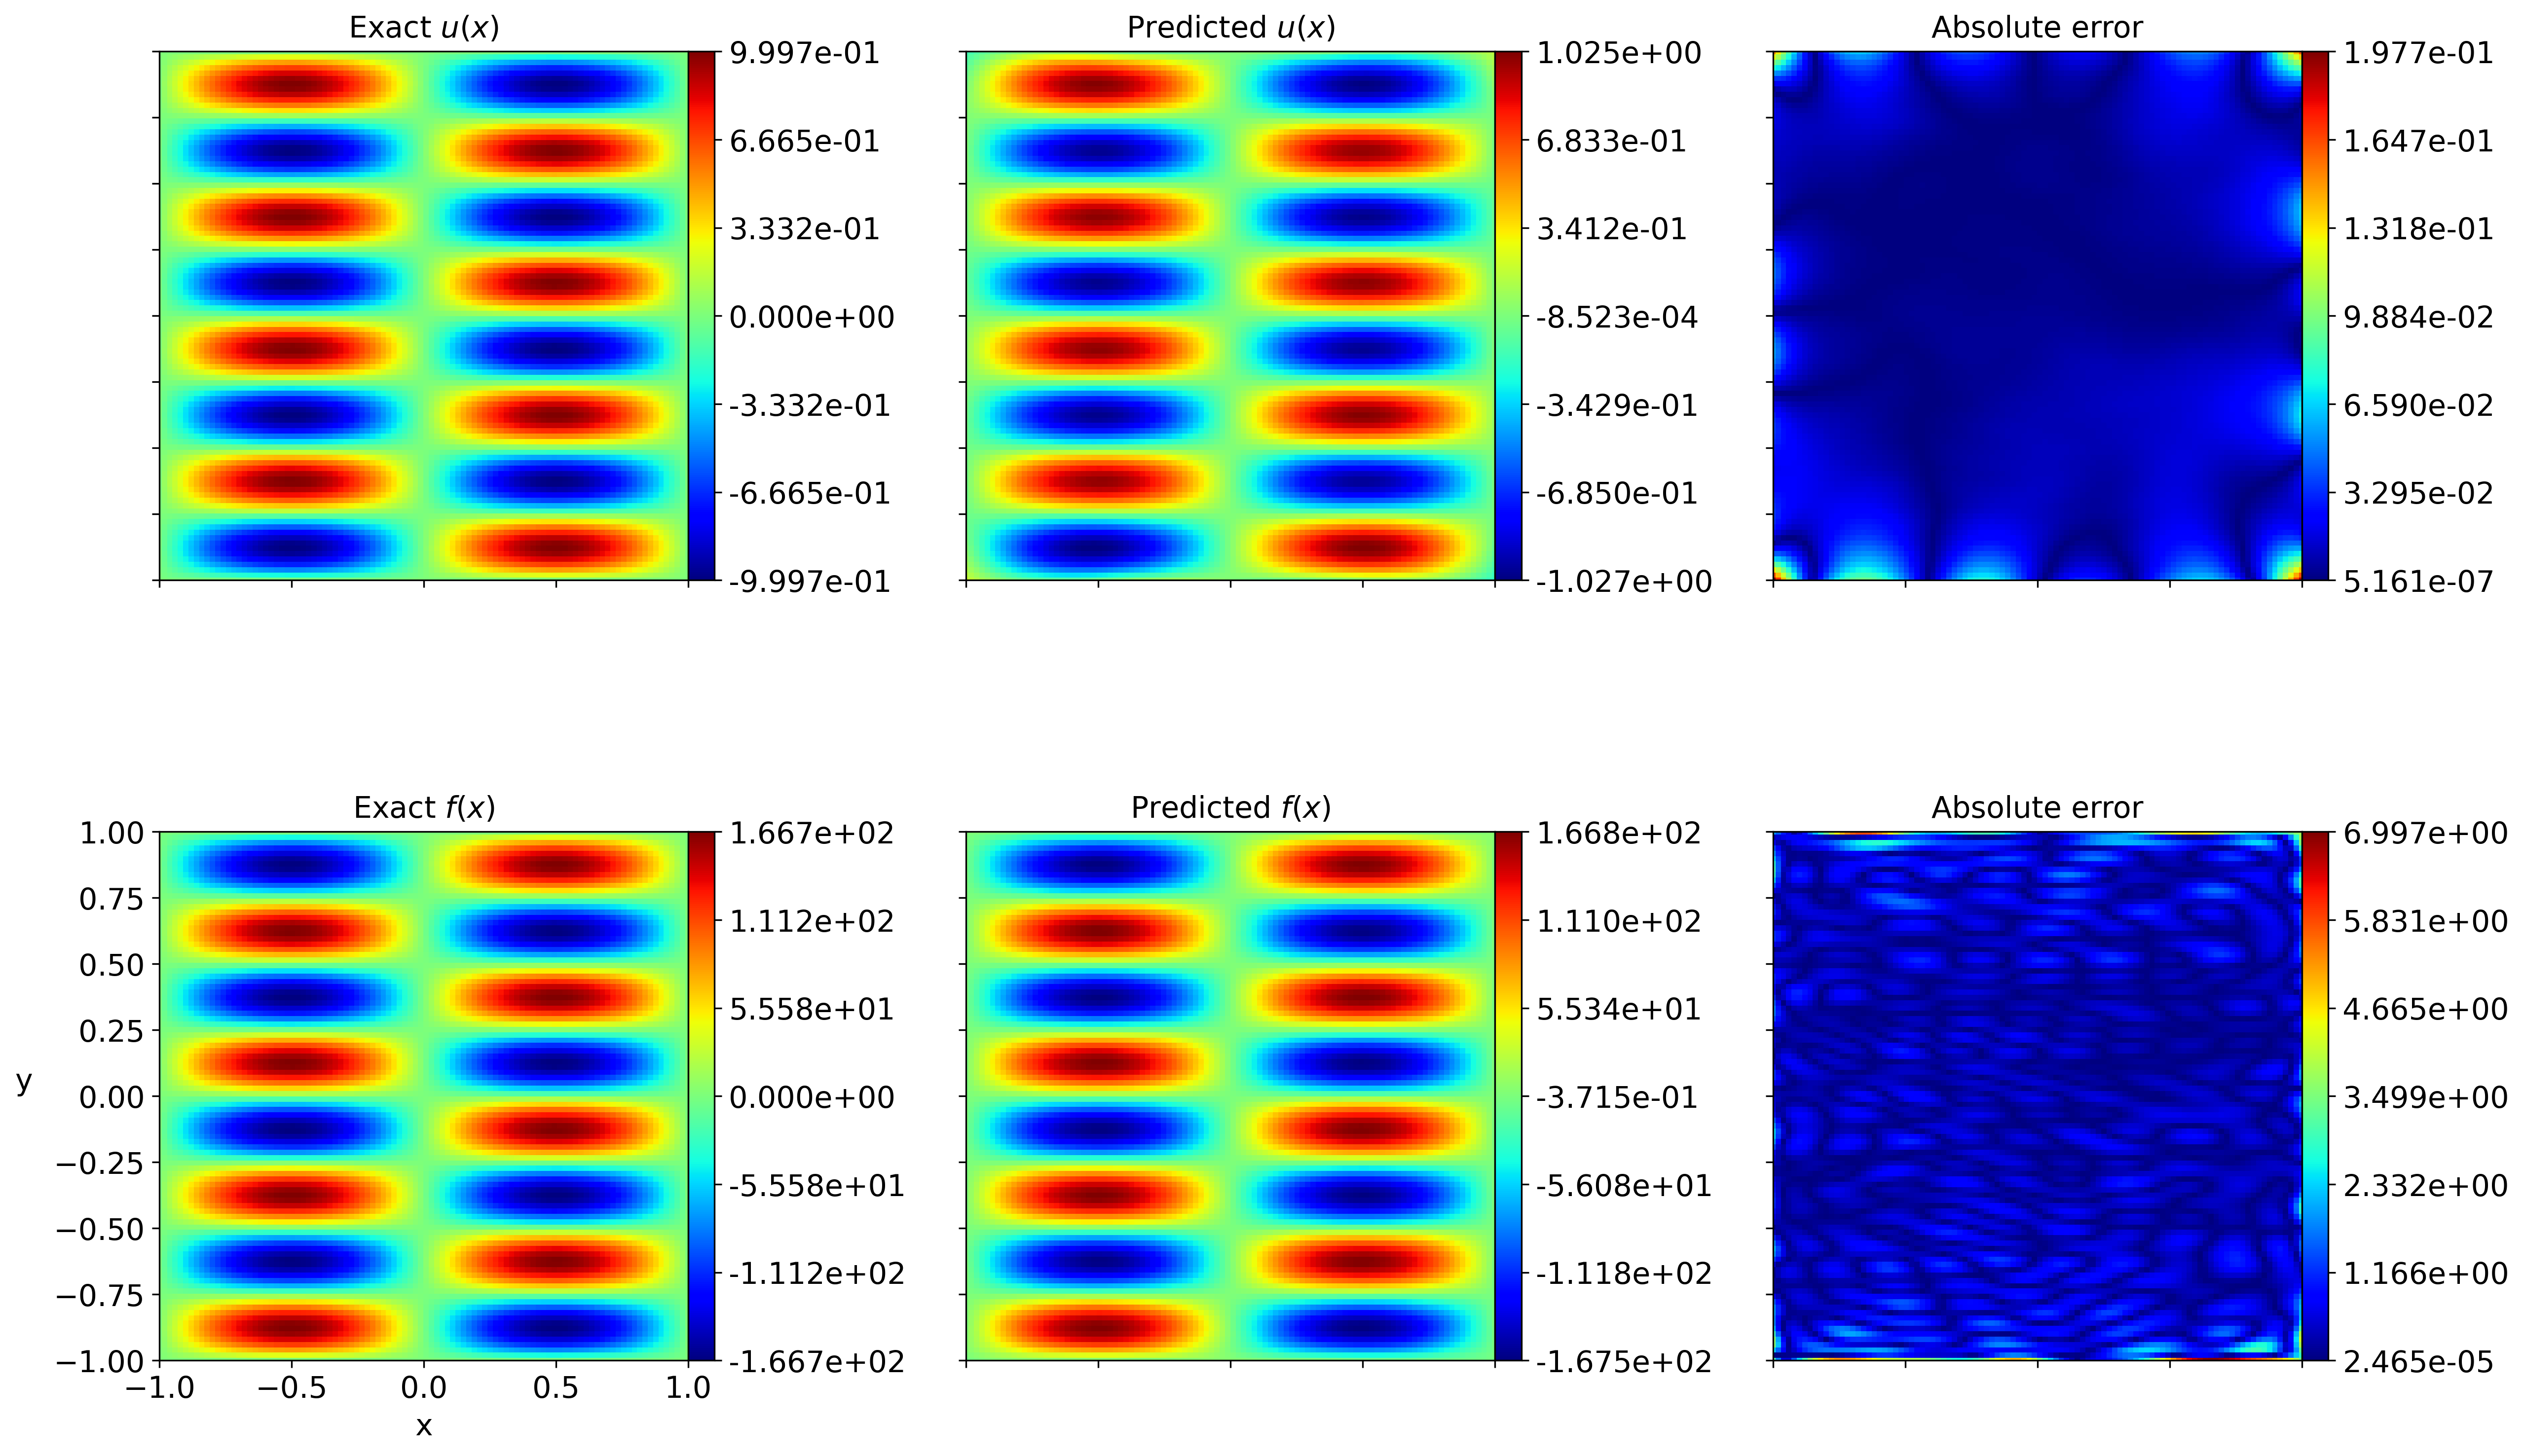 Exact u(x)
9.997e-01
6.665e-01
3.332e-01
0.000e+00
-3.332e-01
-6.665e-01
-9.997e-01
Predicted u(x)
1.025e+00
6.833e-01
3.412e-01
-8.523e-04
-3.429e-01
-6.850e-01
-1.027e+00
Absolute error
1.977e-01
1.647e-01
1.318e-01
9.884e-02
6.590e-02
3.295e-02
5.161e-07
Exact f(x)
1.00
0.75
0.50
0.25
0.00
−0.25
−0.50
−0.75
−1.00
y
−1.0
−0.5
0.0
0.5
1.0
x
1.667e+02
1.112e+02
5.558e+01
0.000e+00
-5.558e+01
-1.112e+02
-1.667e+02
Predicted f(x)
1.668e+02
1.110e+02
5.534e+01
-3.715e-01
-5.608e+01
-1.118e+02
-1.675e+02
Absolute error
6.997e+00
5.831e+00
4.665e+00
3.499e+00
2.332e+00
1.166e+00
2.465e-05